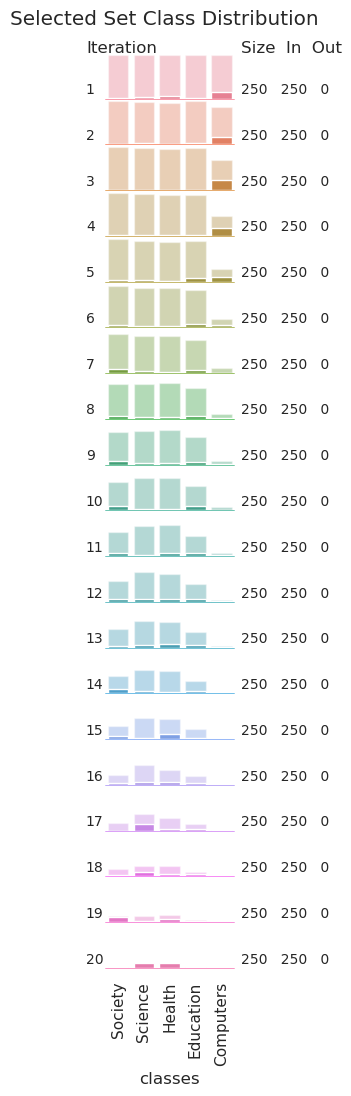 Selected Set Class Distribution
Iteration Size In Out
1 250 250 0
2 250 250 0
3 250 250 0
4 250 250 0
5 250 250 0
6 250 250 0
7 250 250 0
8 250 250 0
9 250 250 0
10 250 250 0
11 250 250 0
12 250 250 0
13 250 250 0
14 250 250 0
15 250 250 0
16 250 250 0
17 250 250 0
18 250 250 0
19 250 250 0
20 250 250 0
Society
Science
Health
Education
Computers
classes